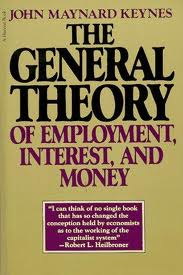 JOHN MAYNARD KEYNES
THE
GENERAL
THEORY
OF EMPLOYMENT,
INTEREST, AND
MONEY
"I can think of no single book
that has so changed the
conception held by economists
as to the working of the
capitalist system"
—Robert L. Heilbroner